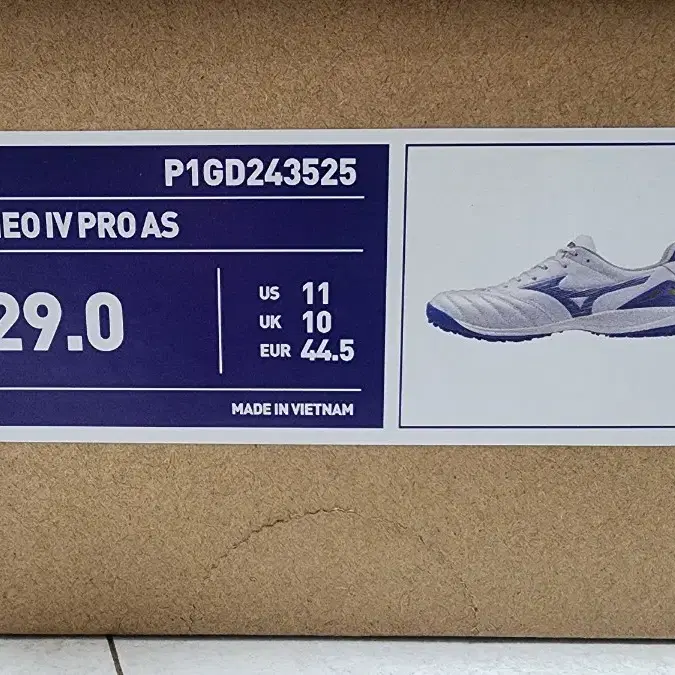 P1GD243525
EO IV PRO AS
29.0
US 11
UK 10
EUR 44.5
MADE IN VIETNAM